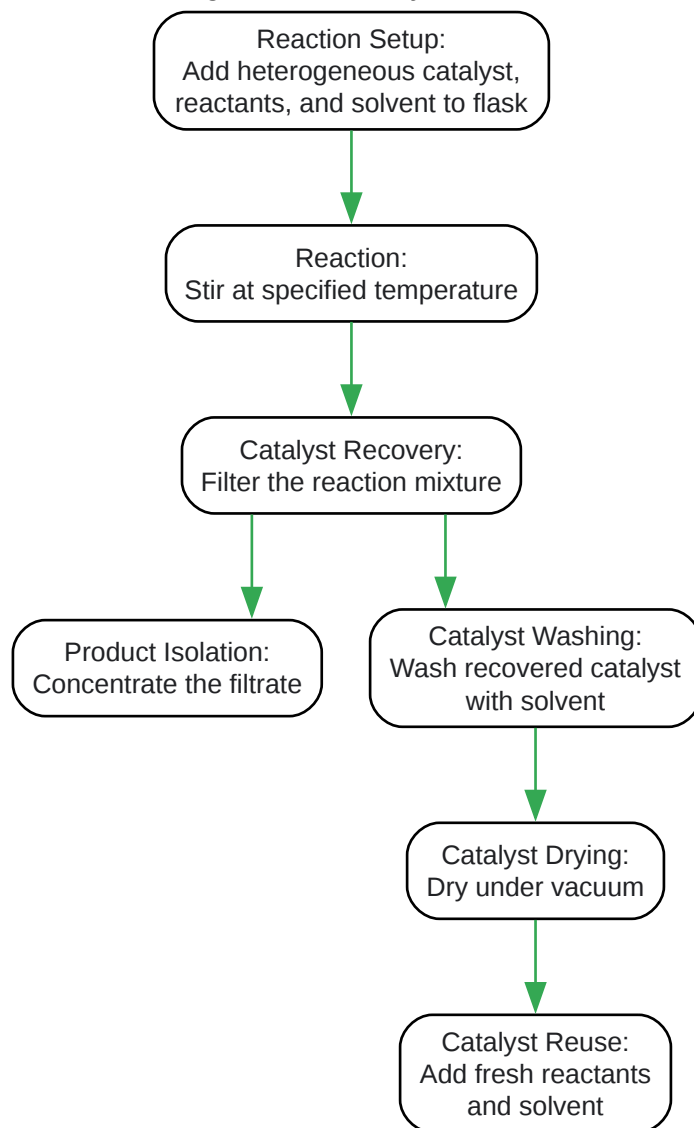 Reaction Setup:
Add heterogeneous catalyst,
reactants, and solvent to flask
Reaction:
Stir at specified temperature
Catalyst Recovery:
Filter the reaction mixture
Product Isolation:
Concentrate the filtrate
Catalyst Washing:
Wash recovered catalyst
with solvent
Catalyst Drying:
Dry under vacuum
Catalyst Reuse:
Add fresh reactants
and solvent